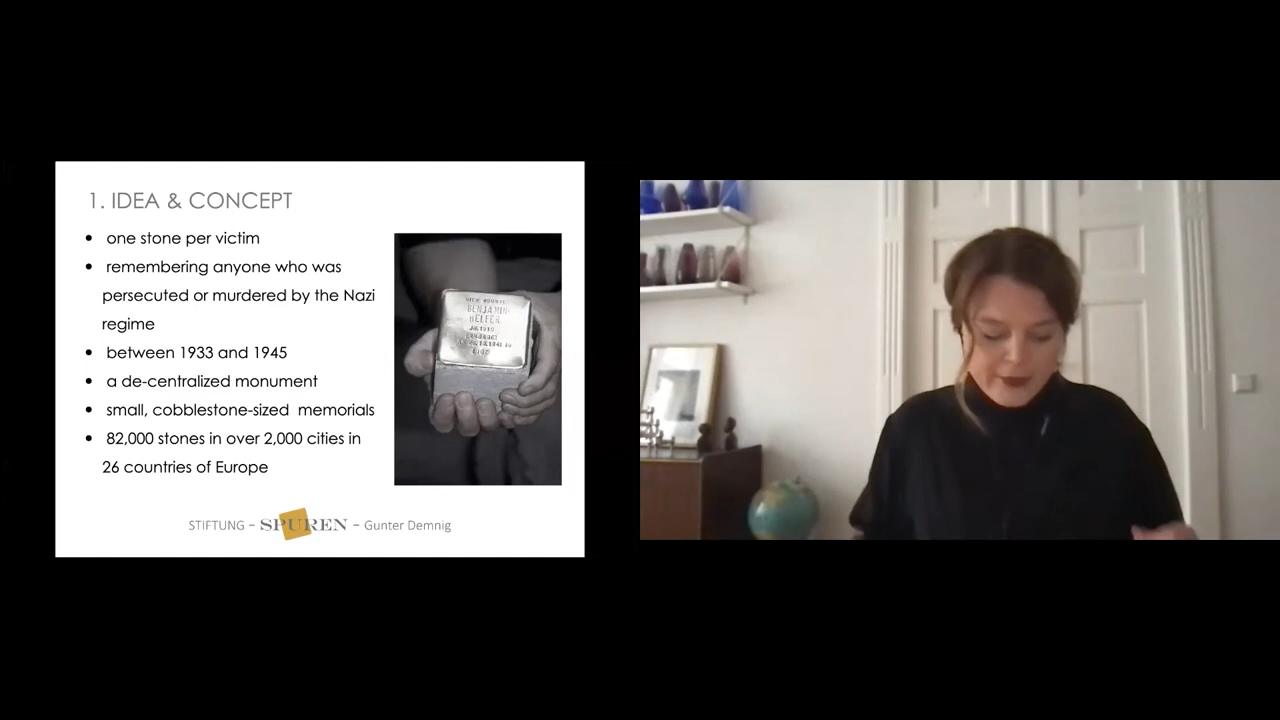 1. IDEA & CONCEPT
• one stone per victim
• remembering anyone who was
persecuted or murdered by the Nazi
regime
• between 1933 and 1945
• a de-centralized monument
• small, cobblestone-sized memorials
• 82,000 stones in over 2,000 cities in
26 countries of Europe
BENJAMIN
HELFER
STIFTUNG – SPUREN – Gunter Demnig